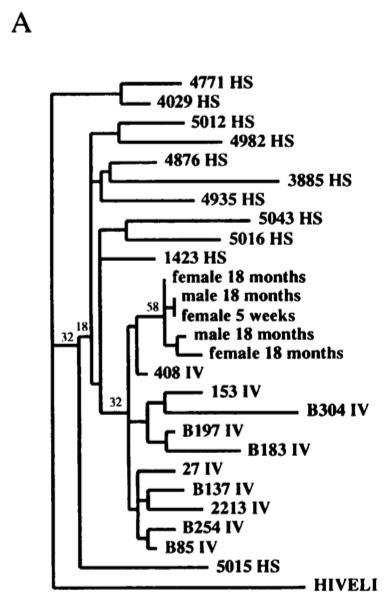 A
4771 HS
4029 HS
5012 HS
4982 HS
4876 HS
3885 HS
4935 HS
5043 HS
5016 HS
1423 HS
female 18 months
58
male 18 months
female 5 weeks
18
32
male 18 months
female 18 months
408 IV
32
153 IV
B304 IV
B197 IV
B183 IV
27 IV
B137 IV
2213 IV
B254 IV
B85 IV
5015 HS
HIVELI